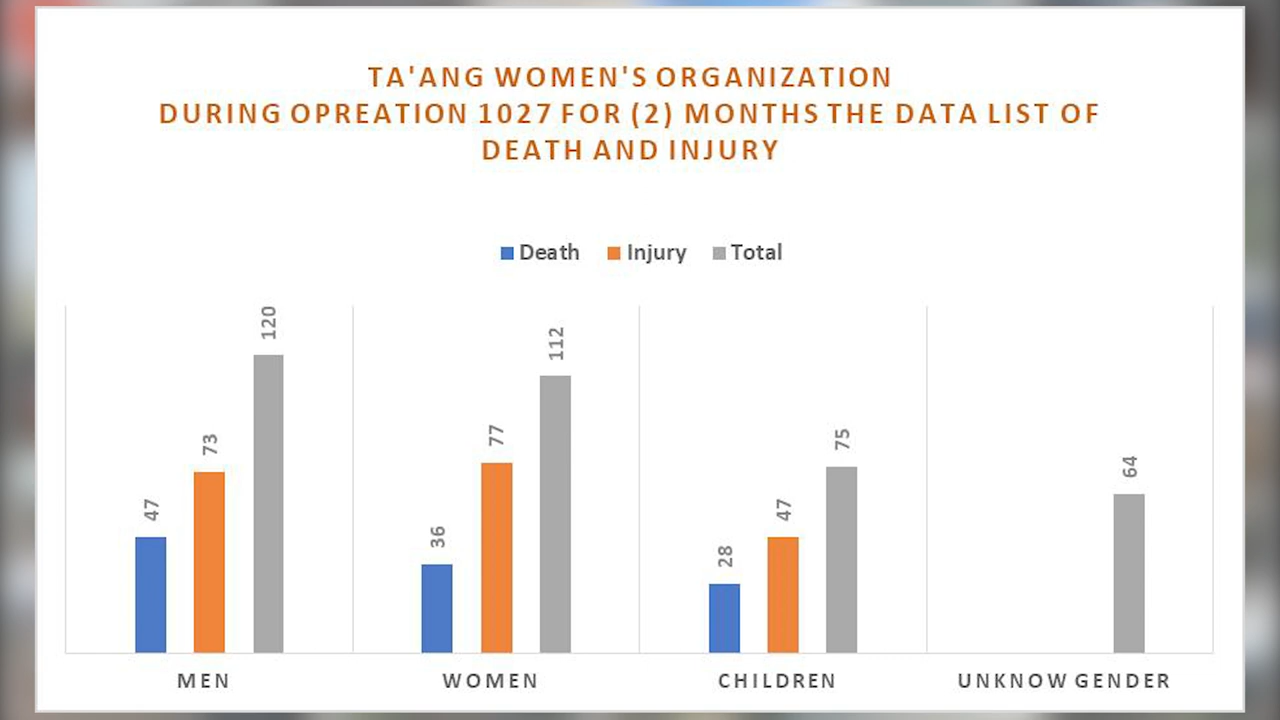 TA'ANG WOMEN'S ORGANIZATION
DURING OPREATION 1027 FOR (2) MONTHS THE DATA LIST OF
DEATH AND INJURY
Death Injury Total
47 73 120
36 77 112
28 47 75
64
MEN WOMEN CHILDREN UNKNOW GENDER